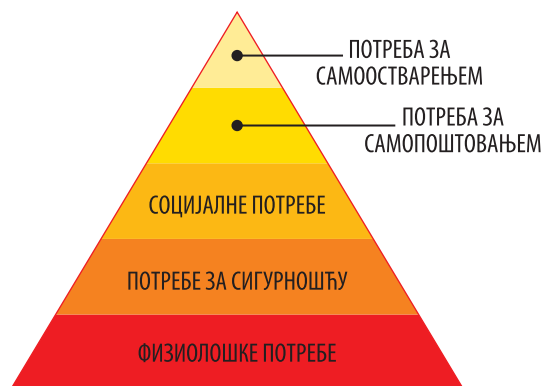 ПОТРЕБА ЗА
САМООСТВАРЕЊЕМ
ПОТРЕБА ЗА
САМОПОШТОВАЊЕМ
СОЦИЈАЛНЕ ПОТРЕБЕ
ПОТРЕБЕ ЗА СИГУРНОШЋУ
ФИЗИОЛОШКЕ ПОТРЕБЕ